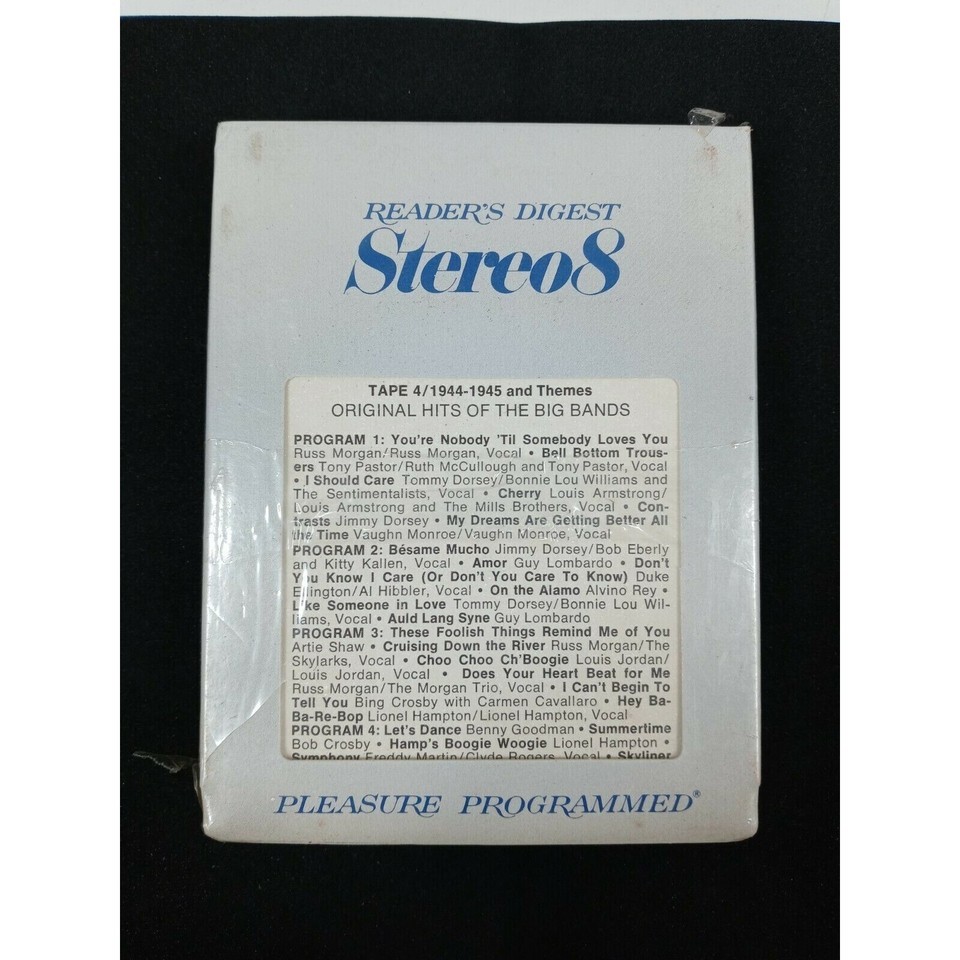 READER'S DIGEST
Stereo8
TAPE 4/1944-1945 and Themes
ORIGINAL HITS OF THE BIG BANDS
PROGRAM 1: You're Nobody 'Til Somebody Loves You
Russ Morgan/Russ Morgan, Vocal • Bell Bottom Trous-
ers Tony Pastor/Ruth McCullough and Tony Pastor, Vocal
• I Should Care Tommy Dorsey/Bonnie Lou Williams and
The Sentimentalists, Vocal • Cherry Louis Armstrong/
Louis Armstrong and The Mills Brothers, Vocal • Con-
trasts Jimmy Dorsey • My Dreams Are Getting Better All
the Time Vaughn Monroe/Vaughn Monroe, Vocal
PROGRAM 2: Bésame Mucho Jimmy Dorsey/Bob Eberly
and Kitty Kallen, Vocal • Amor Guy Lombardo • Don't
You Know I Care (Or Don't You Care To Know) Duke
Ellington/Al Hibbler, Vocal • On the Alamo Alvino Rey •
Like Someone in Love Tommy Dorsey/Bonnie Lou Wil-
liams, Vocal • Auld Lang Syne Guy Lombardo
PROGRAM 3: These Foolish Things Remind Me of You
Artie Shaw • Cruising Down the River Russ Morgan/The
Skylarks, Vocal • Choo Choo Ch'Boogie Louis Jordan/
Louis Jordan, Vocal • Does Your Heart Beat for Me
Russ Morgan/The Morgan Trio, Vocal • I Can't Begin To
Tell You Bing Crosby with Carmen Cavallaro • Hey Ba-
Ba-Re-Bop Lionel Hampton/Lionel Hampton, Vocal
PROGRAM 4: Let's Dance Benny Goodman • Summertime
Bob Crosby • Hamp's Boogie Woogie Lionel Hampton •
Symphony Freddy Martin/Clyde Rogers, Vocal • Skyliner
PLEASURE PROGRAMMED®